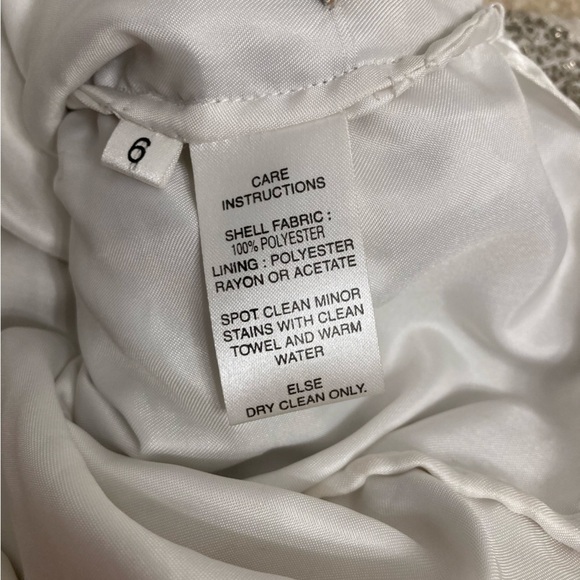 6
CARE
INSTRUCTIONS
SHELL FABRIC :
100% POLYESTER
LINING : POLYESTER
RAYON OR ACETATE
SPOT CLEAN MINOR
STAINS WITH CLEAN
TOWEL AND WARM
WATER
ELSE
DRY CLEAN ONLY.